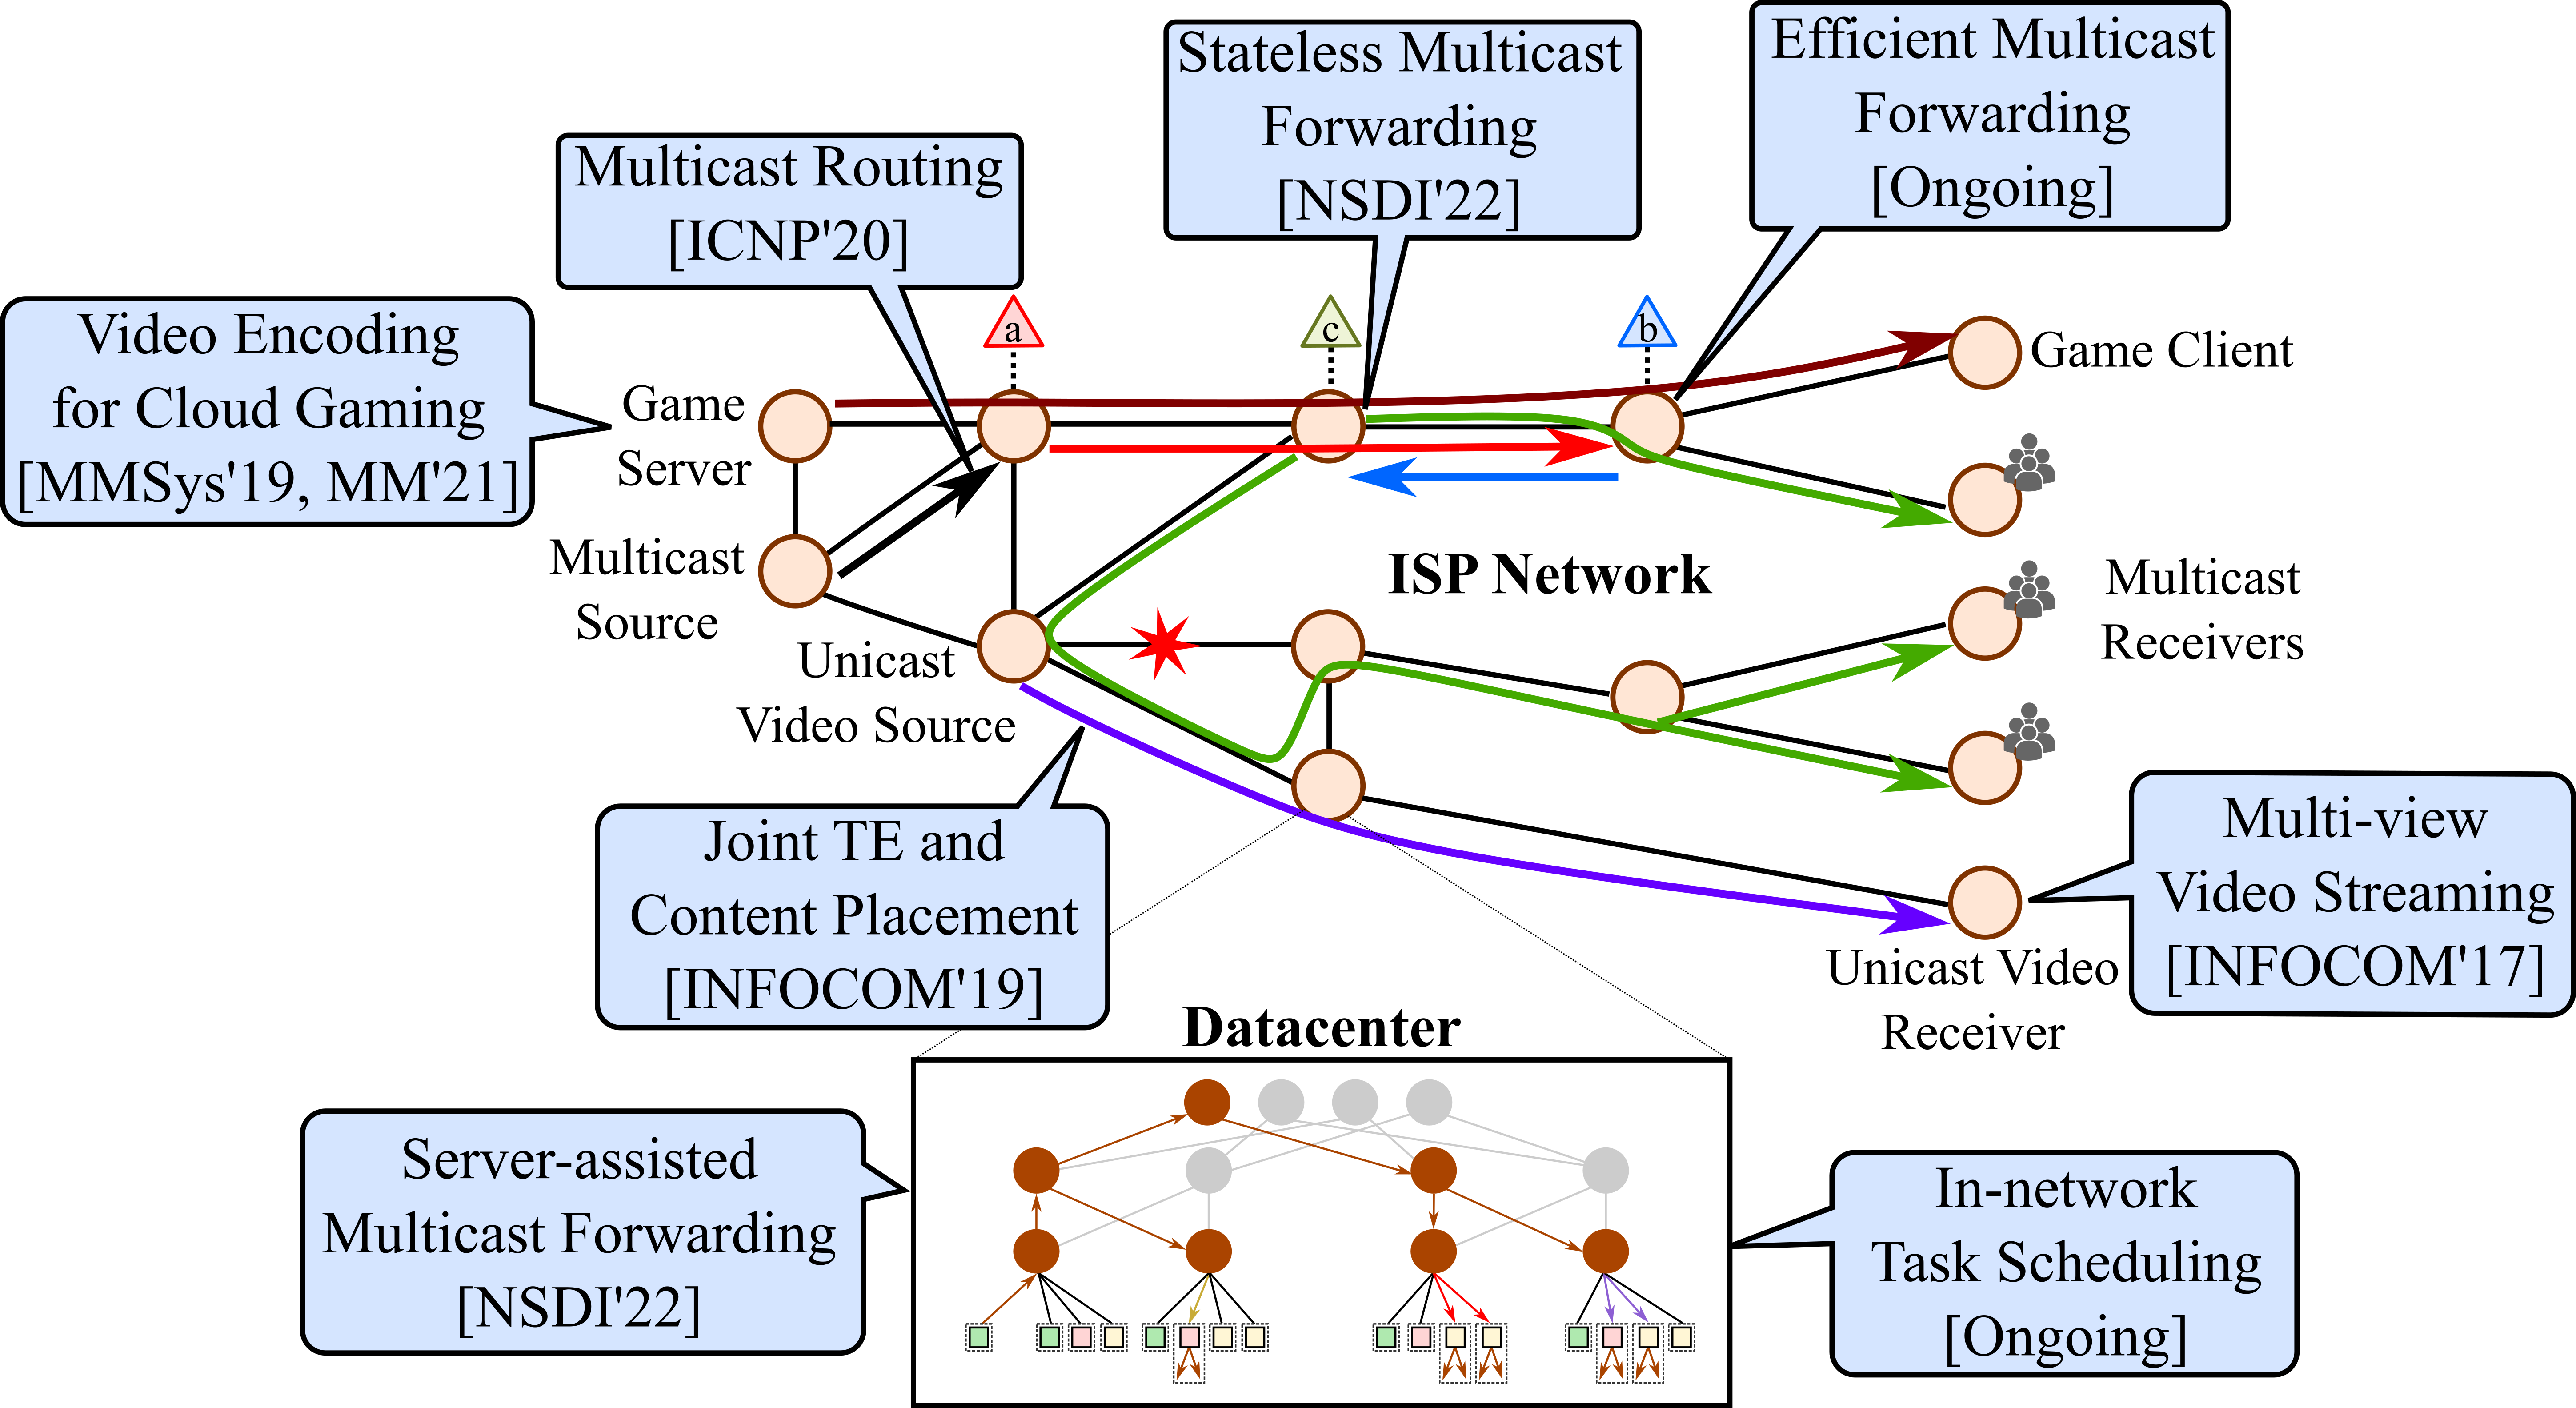 Stateless Multicast
Forwarding
[NSDI'22]
Efficient Multicast
Forwarding
[Ongoing]
Multicast Routing
[ICNP'20]
Video Encoding
for Cloud Gaming
[MMSys'19, MM'21]
a
c
b
Game
Server
Game Client
Multicast
Source
ISP Network
Multicast
Receivers
Unicast
Video Source
Joint TE and
Content Placement
[INFOCOM'19]
Multi-view
Video Streaming
[INFOCOM'17]
Unicast Video
Receiver
Datacenter
Server-assisted
Multicast Forwarding
[NSDI'22]
In-network
Task Scheduling
[Ongoing]